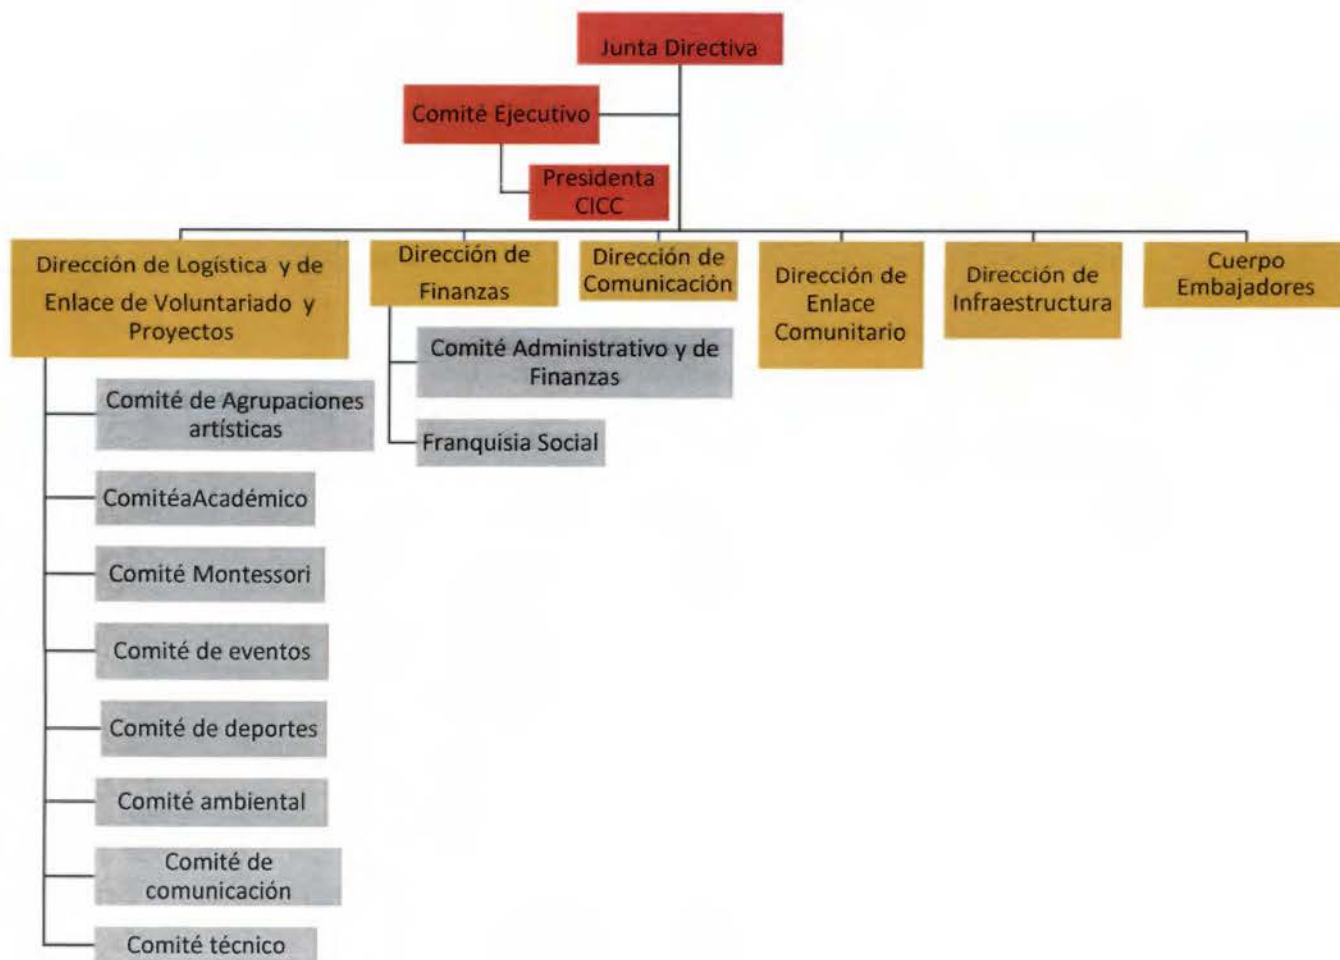 Junta Directiva
Comité Ejecutivo
Presidenta
CICC
Dirección de Logística y de
Enlace de Voluntariado y
Proyectos
Comité de Agrupaciones
artísticas
ComitéaAcadémico
Comité Montessori
Comité de eventos
Comité de deportes
Comité ambiental
Comité de
comunicación
Comité técnico
Dirección de
Finanzas
Comité Administrativo y de
Finanzas
Franquisia Social
Dirección de
Comunicación
Dirección de
Enlace
Comunitario
Dirección de
Infraestructura
Cuerpo
Embajadores